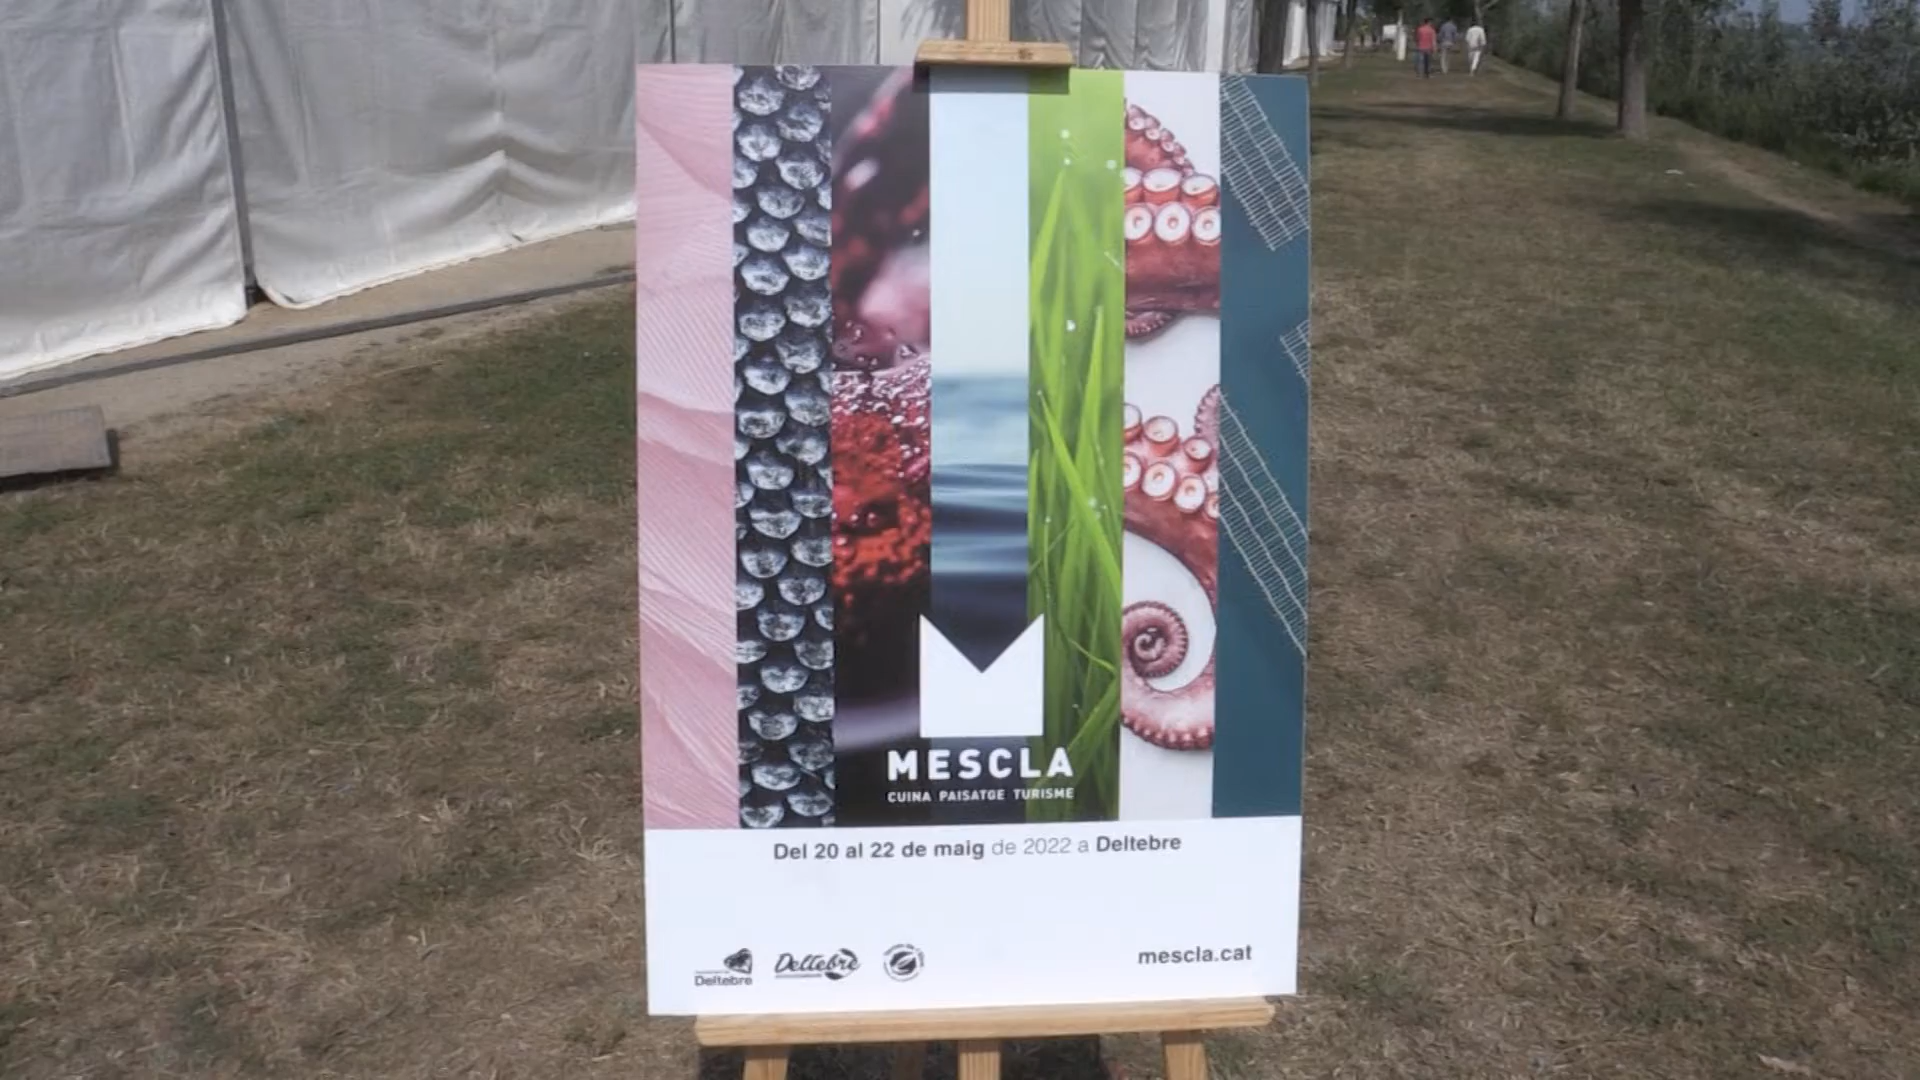 MESCLA
CUINA PAISATGE TURISME
Del 20 al 22 de maig de 2022 a Deltebre
Deltebre
Deltebre
mescla.cat